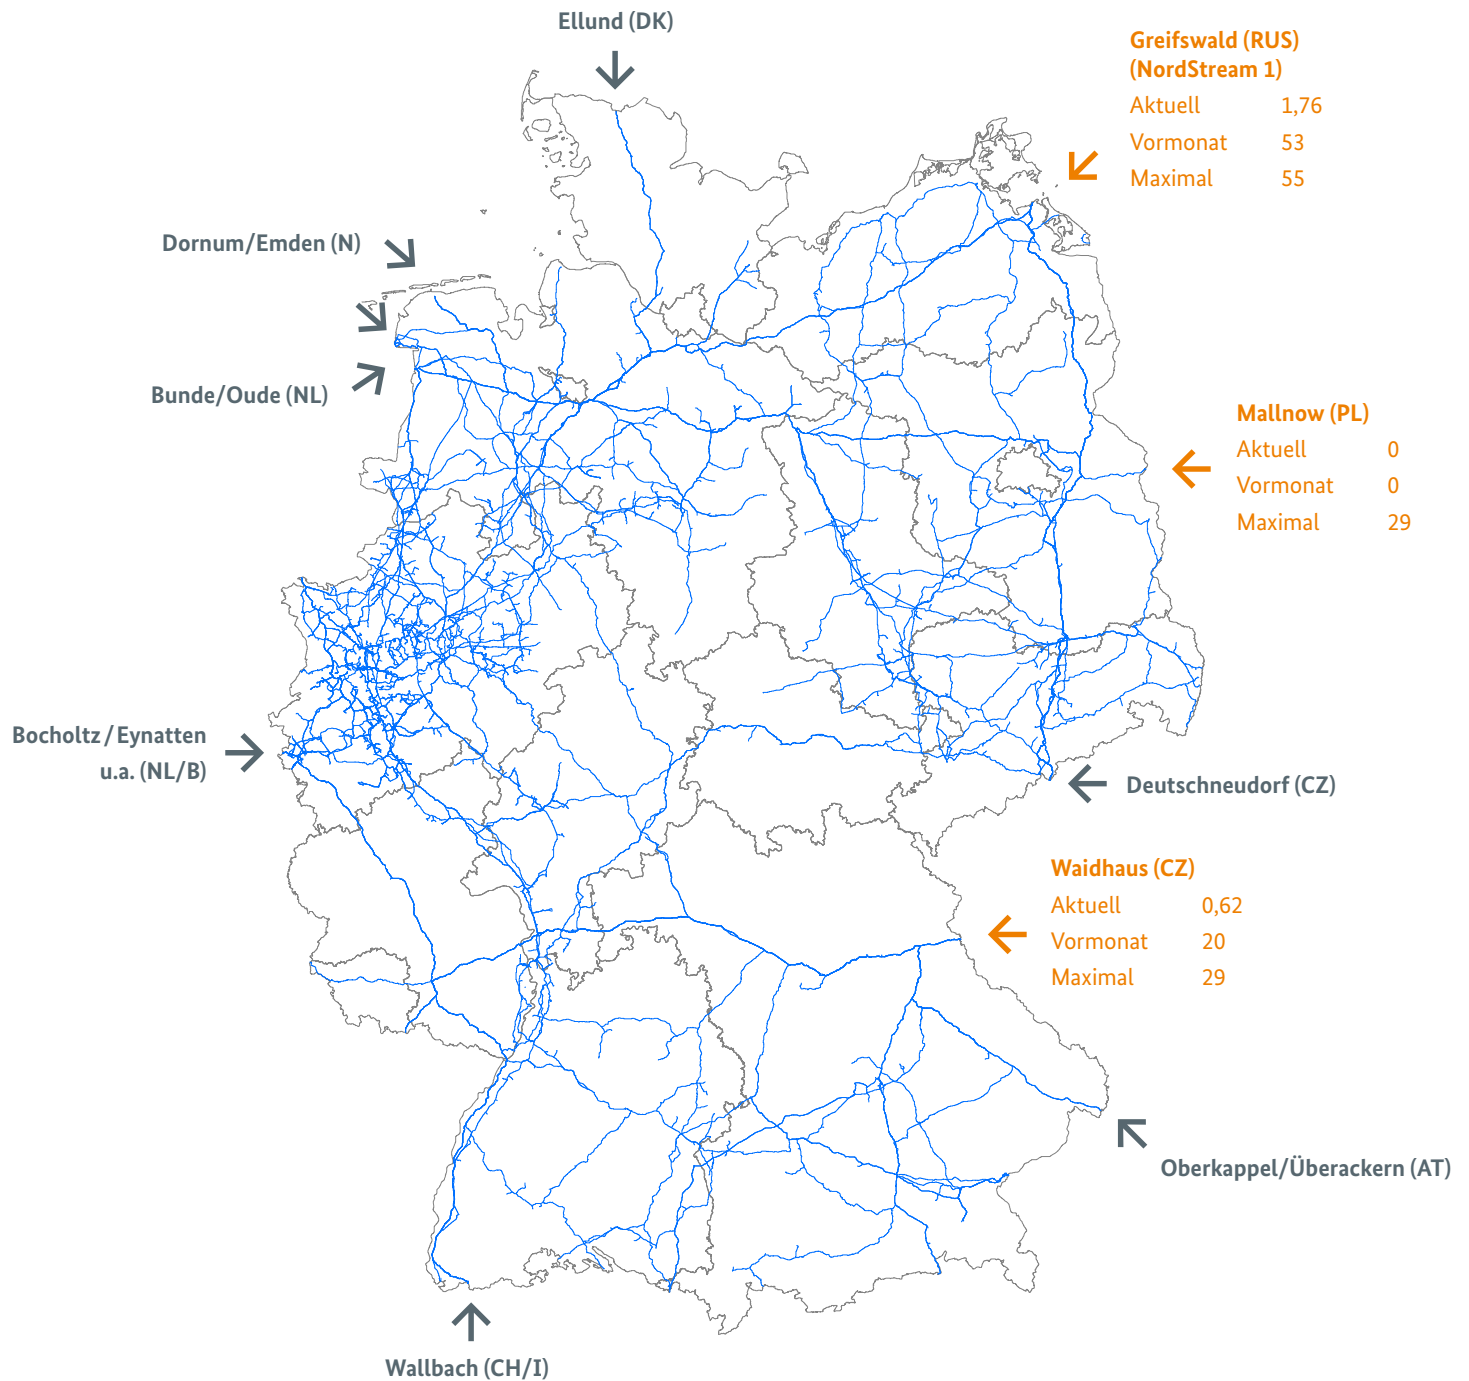 Ellund (DK)
Greifswald (RUS)
(NordStream 1)
Aktuell 1,76
Vormonat 53
Maximal 55
Dornum/Emden (N)
Bunde/Oude (NL)
Mallnow (PL)
Aktuell 0
Vormonat 0
Maximal 29
Bocholtz / Eynatten
u.a. (NL/B)
Deutschneudorf (CZ)
Waidhaus (CZ)
Aktuell 0,62
Vormonat 20
Maximal 29
Oberkappel/Überackern (AT)
Wallbach (CH/I)